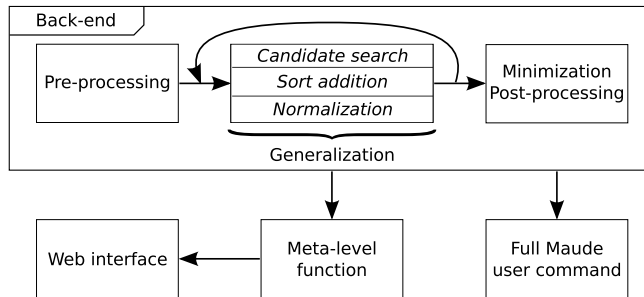 Back-end
Pre-processing
Candidate search
Sort addition
Normalization
Generalization
Minimization
Post-processing
Web interface
Meta-level
function
Full Maude
user command